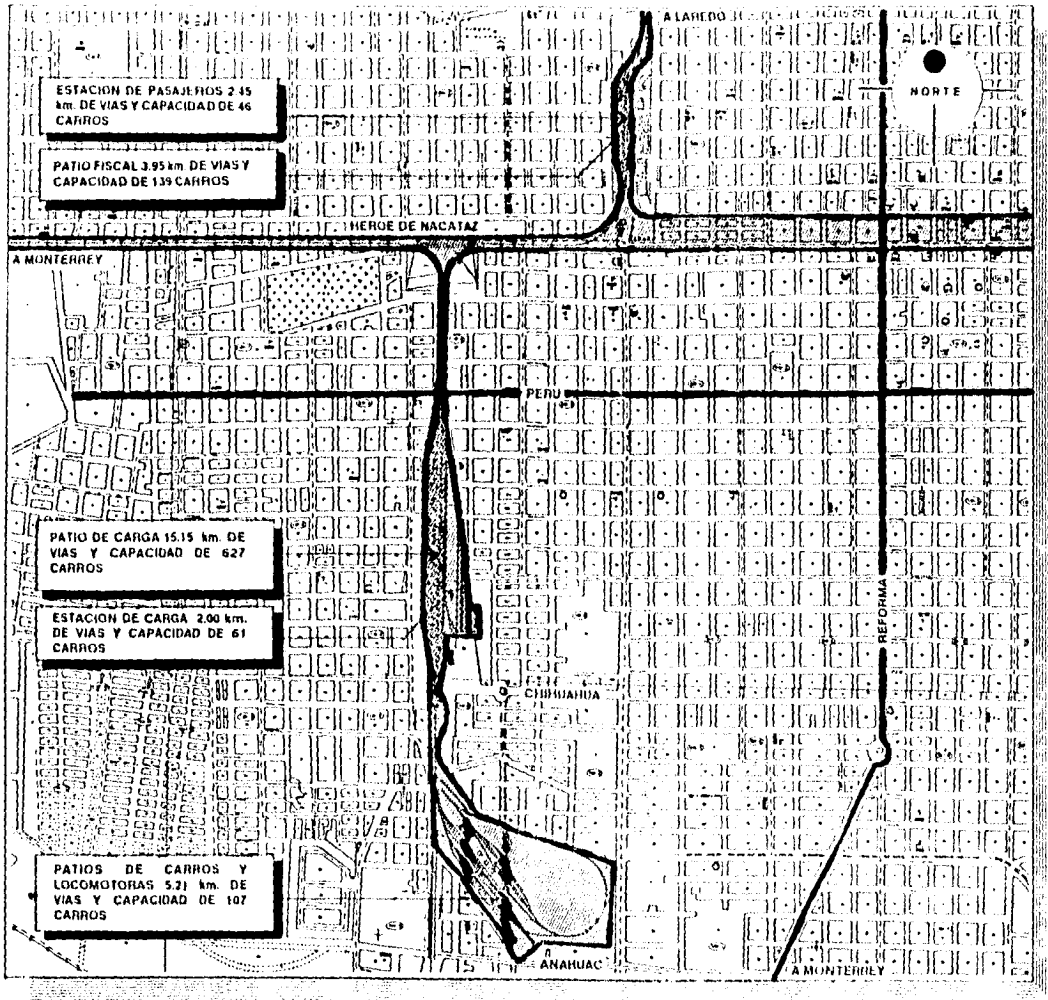 A LAREDO
ESTACION DE PASAJEROS 2.45
km. DE VIAS Y CAPACIDAD DE 46
CARROS
NORTE
PATIO FISCAL 3.95 km. DE VIAS Y
CAPACIDAD DE 139 CARROS
HEROE DE NACATAZ
A MONTERREY
PERU
PATIO DE CARGA 15.15 km. DE
VIAS Y CAPACIDAD DE 627
CARROS
REFORMA
ESTACION DE CARGA 2.00 km.
DE VIAS Y CAPACIDAD DE 61
CARROS
CHIHUAHUA
PATIOS DE CARROS Y
LOCOMOTORAS 5.21 km. DE
VIAS Y CAPACIDAD DE 107
CARROS
ANAHUAC
A MONTERREY